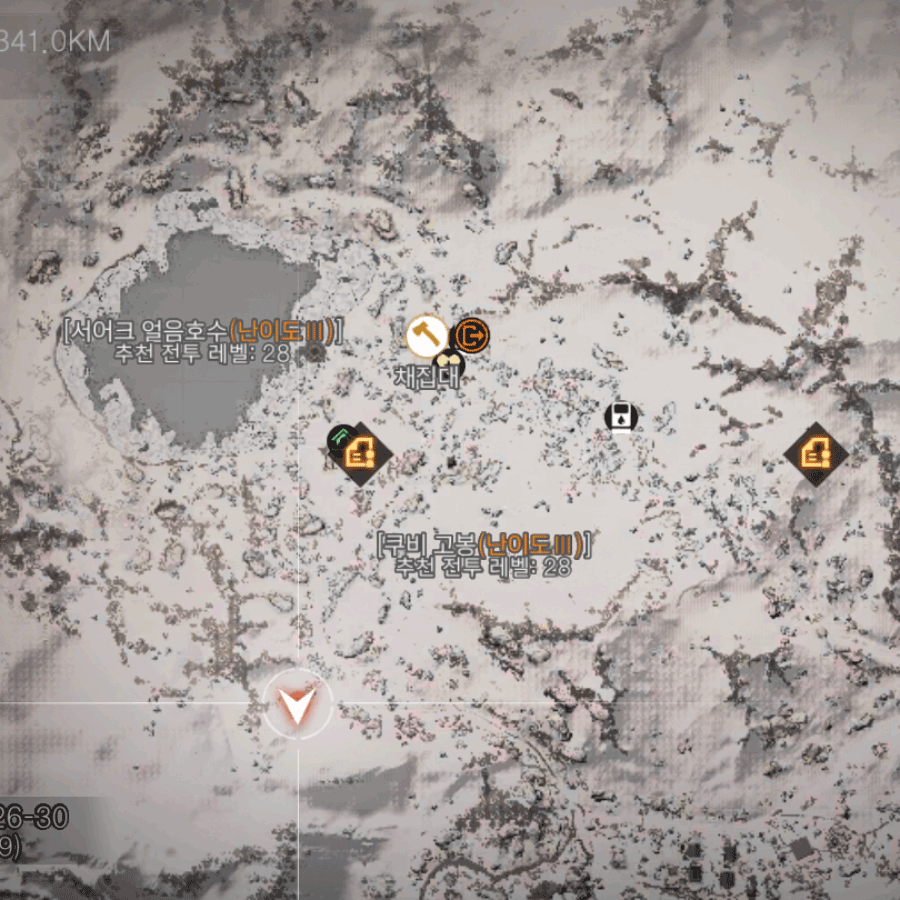 341.0KM
[서어크 얼음호수(난이도Ⅲ)]
추천 전투 레벨: 28
채집대
[쿠비 고봉(난이도Ⅲ)]
추천 전투 레벨: 28
26-30
9)